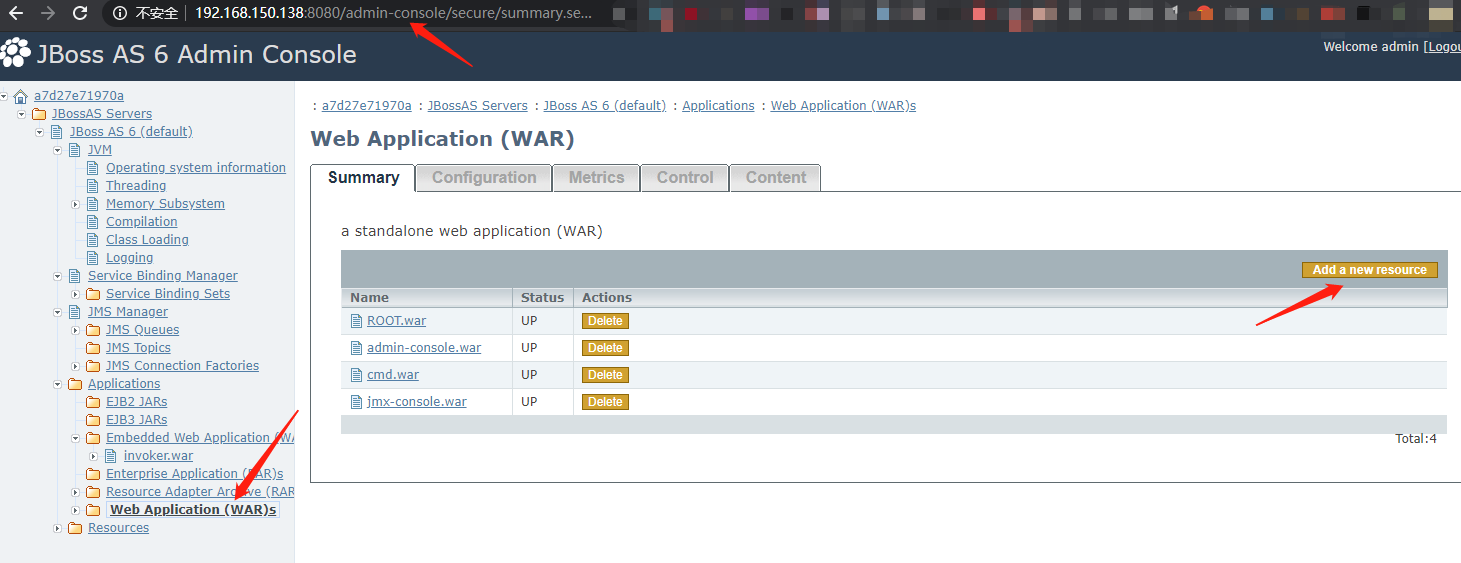 不安全 192.168.150.138:8080/admin-console/secure/summary.se...
JBoss AS 6 Admin Console
Welcome admin [Logou
a7d27e71970a
JBossAS Servers
JBoss AS 6 (default)
JVM
Operating system information
Threading
Memory Subsystem
Compilation
Class Loading
Logging
Service Binding Manager
Service Binding Sets
JMS Manager
JMS Queues
JMS Topics
JMS Connection Factories
Applications
EJB2 JARs
EJB3 JARs
Embedded Web Application (WA
invoker.war
Enterprise Application (EAR)s
Resource Adapter Archive (RAR
Web Application (WAR)s
Resources
: a7d27e71970a : JBossAS Servers : JBoss AS 6 (default) : Applications : Web Application (WAR)s
Web Application (WAR)
Summary Configuration Metrics Control Content
a standalone web application (WAR)
Add a new resource
Name Status Actions
ROOT.war UP Delete
admin-console.war UP Delete
cmd.war UP Delete
jmx-console.war UP Delete
Total:4